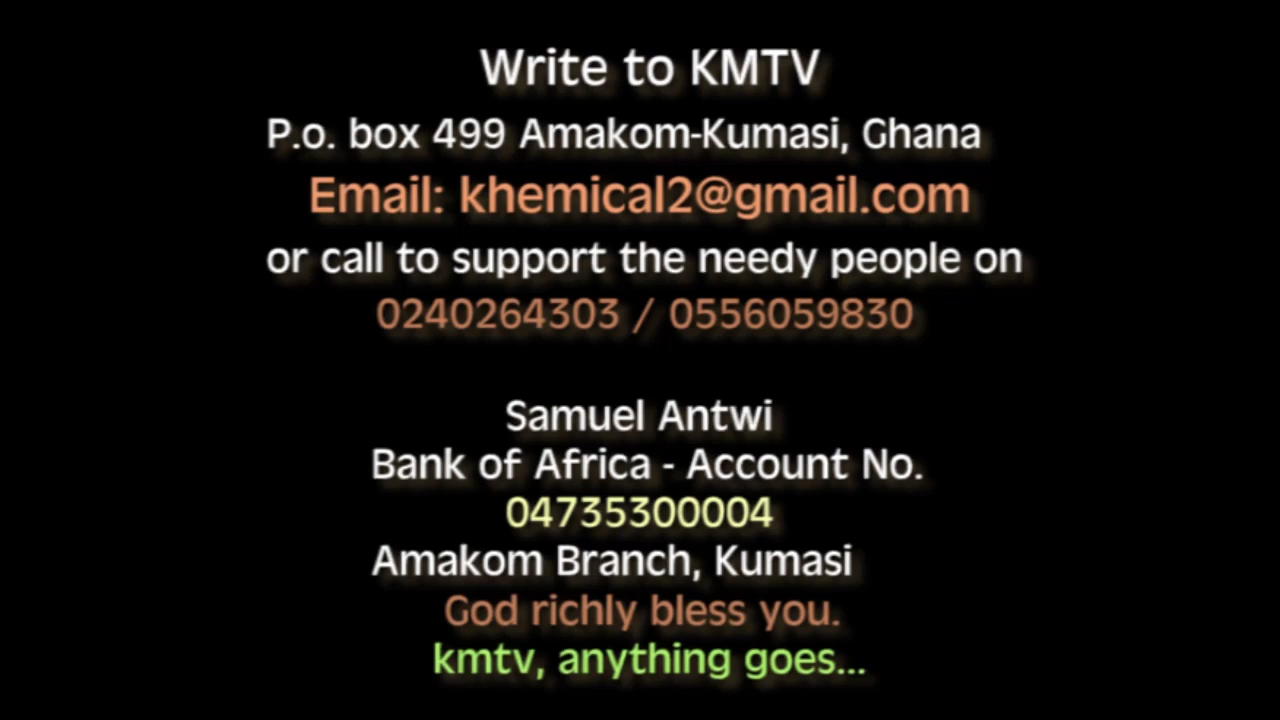 Write to KMTV
P.o. box 499 Amakom-Kumasi, Ghana
Email: khemical2@gmail.com
or call to support the needy people on
0240264303 / 0556059830
Samuel Antwi
Bank of Africa - Account No.
04735300004
Amakom Branch, Kumasi
God richly bless you.
kmtv, anything goes...